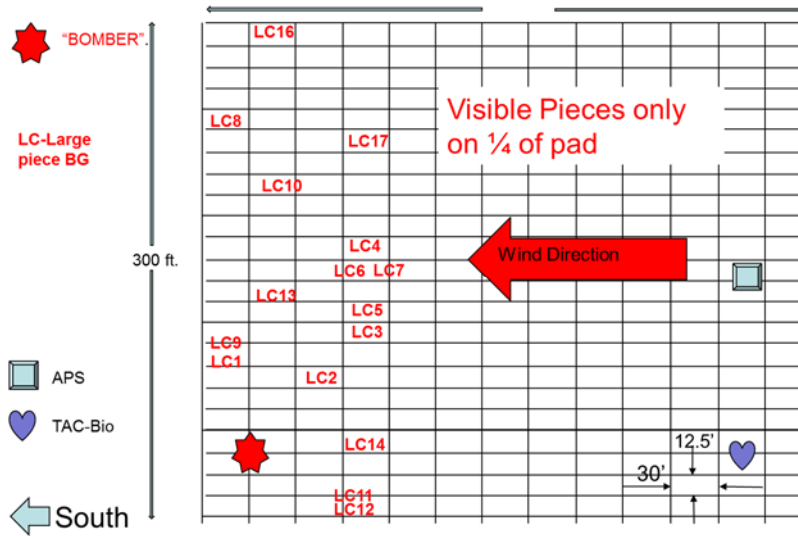 "BOMBER".
LC16
LC-Large
piece BG
LC8
Visible Pieces only
on ¼ of pad
LC17
LC10
LC4
Wind Direction
300 ft.
LC6 LC7
LC13
LC5
LC3
LC9
LC1
LC2
APS
TAC-Bio
LC14
12.5'
30'
LC11
LC12
South